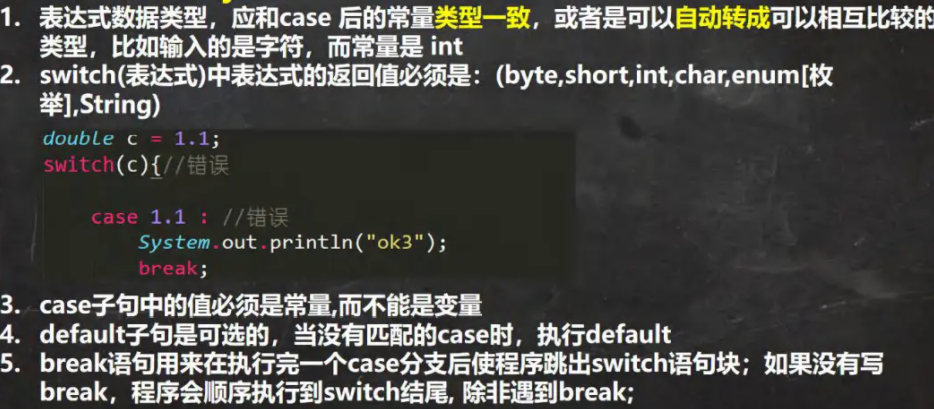 1. 表达式数据类型，应和case 后的常量类型一致，或者是可以自动转成可以相互比较的
类型，比如输入的是字符，而常量是 int
2. switch(表达式)中表达式的返回值必须是：(byte,short,int,char,enum[枚
举],String)
double c = 1.1;
switch(c){//错误
case 1.1 : //错误
System.out.println("ok3");
break;
3. case子句中的值必须是常量,而不能是变量
4. default子句是可选的，当没有匹配的case时，执行default
5. break语句用来在执行完一个case分支后使程序跳出switch语句块；如果没有写
break，程序会顺序执行到switch结尾, 除非遇到break;